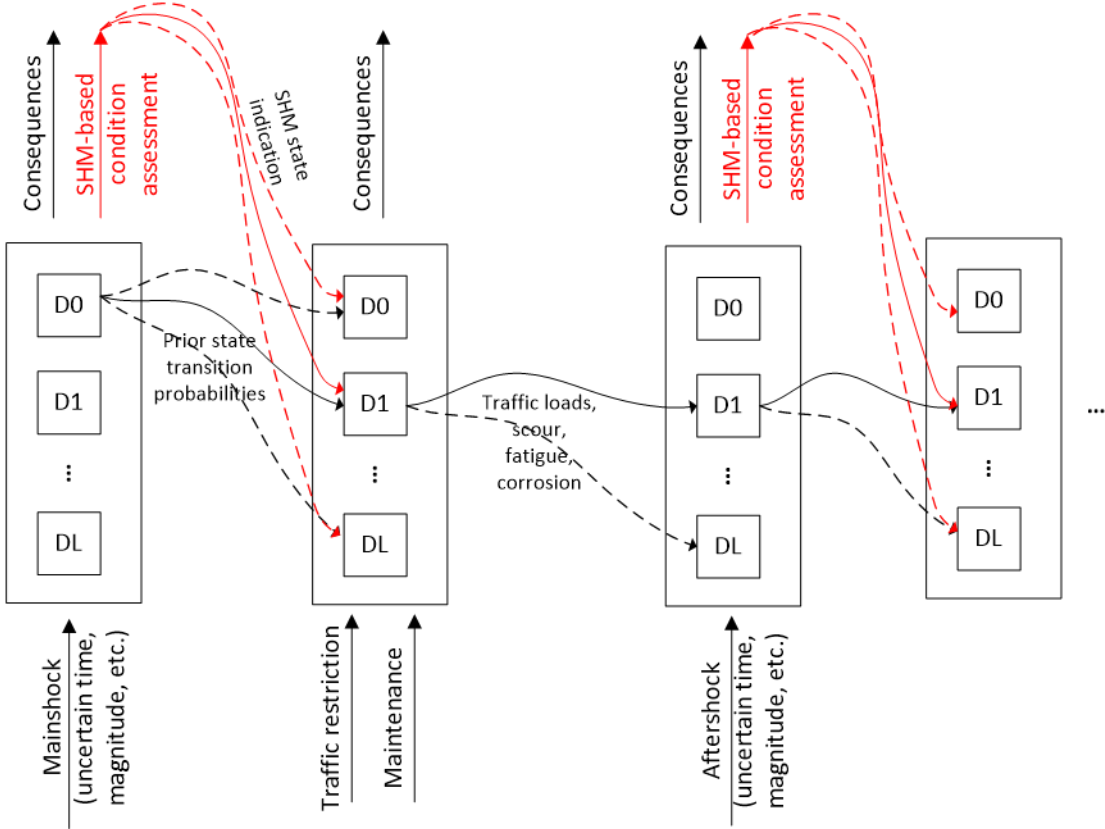 Consequences
SHM-based
condition
assessment
SHM state
indication
Consequences
Consequences
SHM-based
condition
assessment
D0
D1
...
DL
Prior state
transition
probabilities
D0
D1
...
DL
Traffic loads,
scour,
fatigue,
corrosion
D0
D1
...
DL
D0
D1
...
DL
...
Mainshock
(uncertain time,
magnitude, etc.)
Traffic restriction
Maintenance
Aftershock
(uncertain time,
magnitude, etc.)